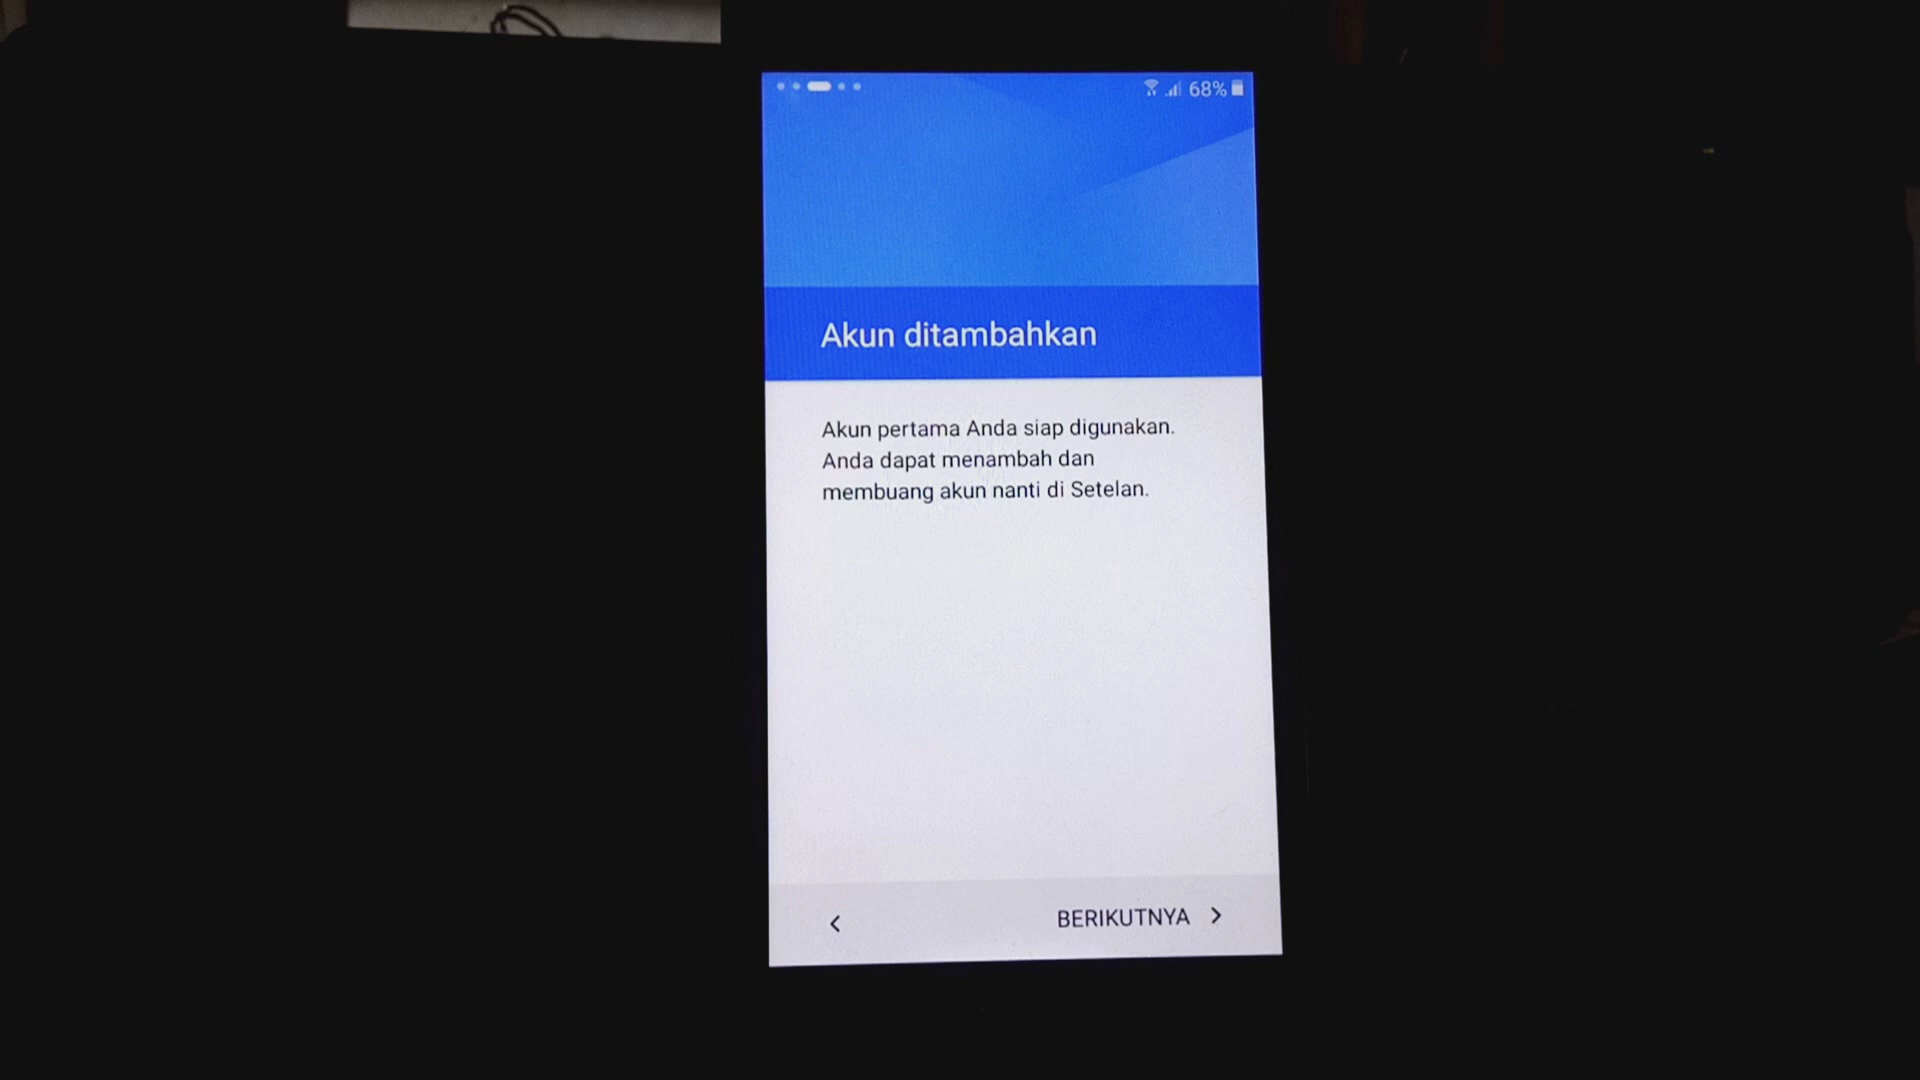 68%
Akun ditambahkan
Akun pertama Anda siap digunakan.
Anda dapat menambah dan
membuang akun nanti di Setelan.
BERIKUTNYA